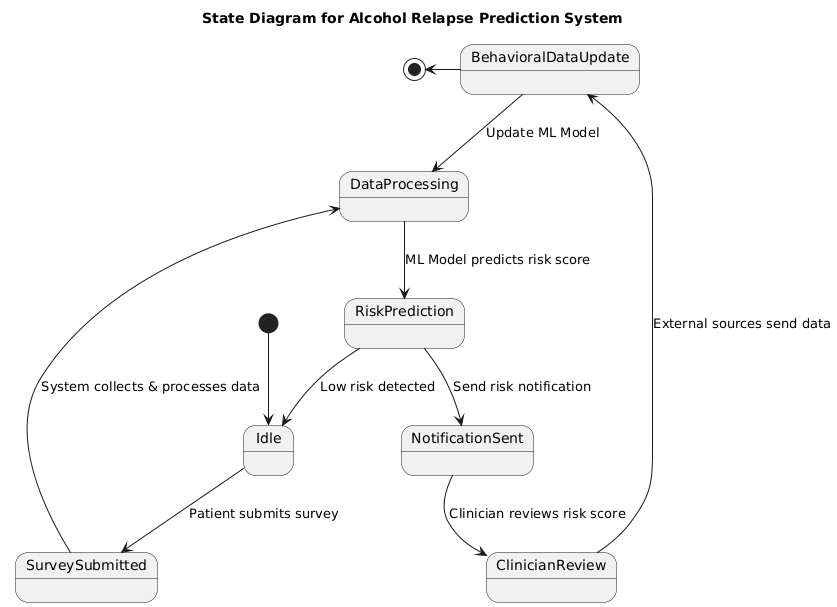 State Diagram for Alcohol Relapse Prediction System
BehavioralDataUpdate
Update ML Model
DataProcessing
ML Model predicts risk score
RiskPrediction
External sources send data
System collects & processes data
Low risk detected
Send risk notification
Idle
NotificationSent
Patient submits survey
Clinician reviews risk score
SurveySubmitted
ClinicianReview